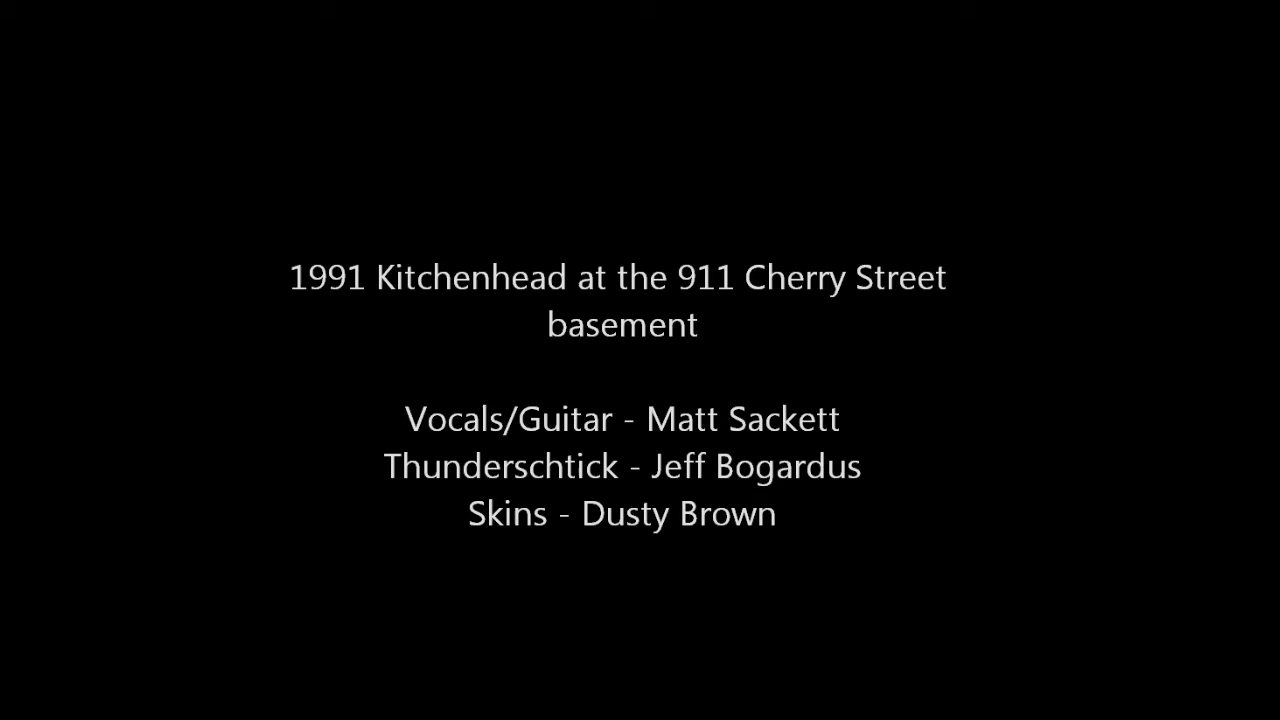 1991 Kitchenhead at the 911 Cherry Street
basement
Vocals/Guitar - Matt Sackett
Thunderschtick - Jeff Bogardus
Skins - Dusty Brown